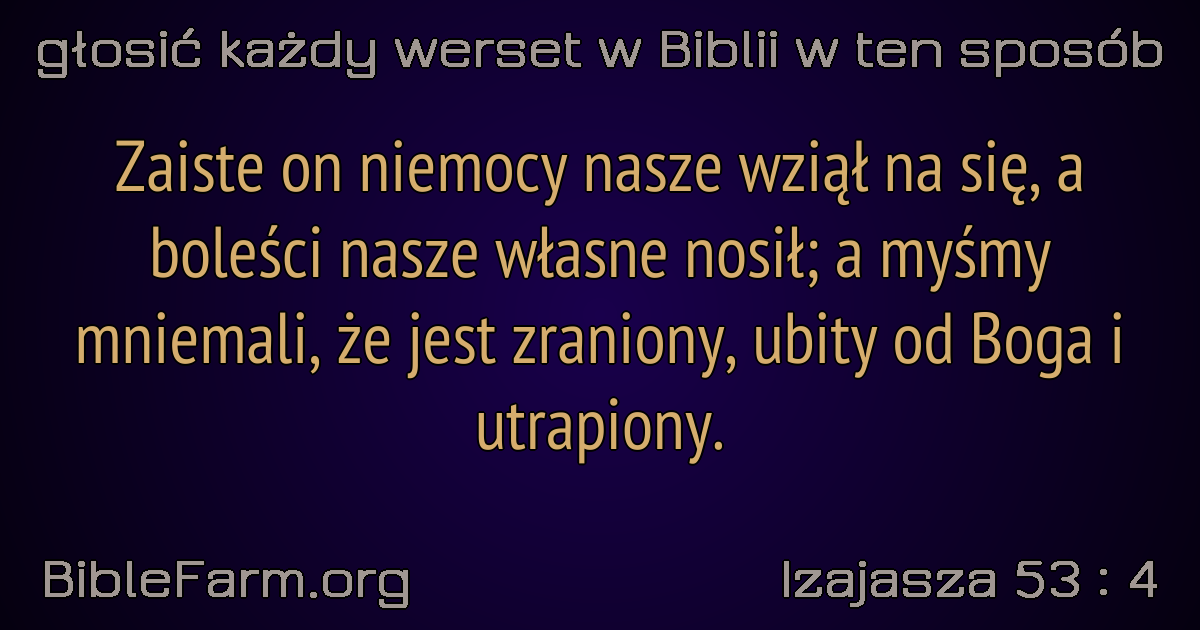 głosić każdy werset w Biblii w ten sposób
Zaiste on niemocy nasze wziął na się, a
boleści nasze własne nosił; a myśmy
mniemali, że jest zraniony, ubity od Boga i
utrapiony.
BibleFarm.org
Izajasza 53 : 4